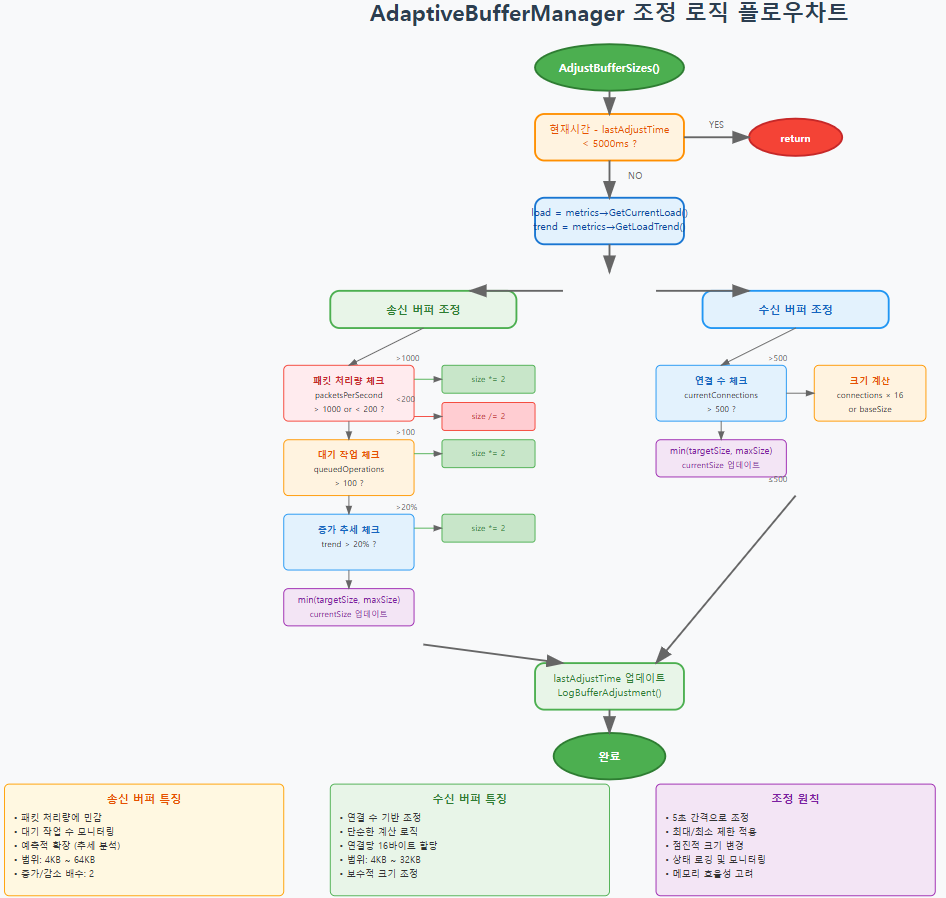 AdaptiveBufferManager 조정 로직 플로우차트
AdjustBufferSizes()
현재시간 - lastAdjustTime
< 5000ms ?
YES
return
NO
load = metrics→GetCurrentLoad()
trend = metrics→GetLoadTrend()
송신 버퍼 조정
수신 버퍼 조정
>1000
패킷 처리량 체크
packetsPerSecond
> 1000 or < 200 ?
size *= 2
<200
size /= 2
>100
대기 작업 체크
queuedOperations
> 100 ?
size *= 2
>20%
증가 추세 체크
trend > 20% ?
size *= 2
min(targetSize, maxSize)
currentSize 업데이트
>500
연결 수 체크
currentConnections
> 500 ?
크기 계산
connections × 16
or baseSize
min(targetSize, maxSize)
currentSize 업데이트
≤500
lastAdjustTime 업데이트
LogBufferAdjustment()
완료
송신 버퍼 특징
• 패킷 처리량에 민감
• 대기 작업 수 모니터링
• 예측적 확장 (추세 분석)
• 범위: 4KB ~ 64KB
• 증가/감소 배수: 2
수신 버퍼 특징
• 연결 수 기반 조정
• 단순한 계산 로직
• 연결당 16바이트 할당
• 범위: 4KB ~ 32KB
• 보수적 크기 조정
조정 원칙
• 5초 간격으로 조정
• 최대/최소 제한 적용
• 점진적 크기 변경
• 상태 로깅 및 모니터링
• 메모리 효율성 고려